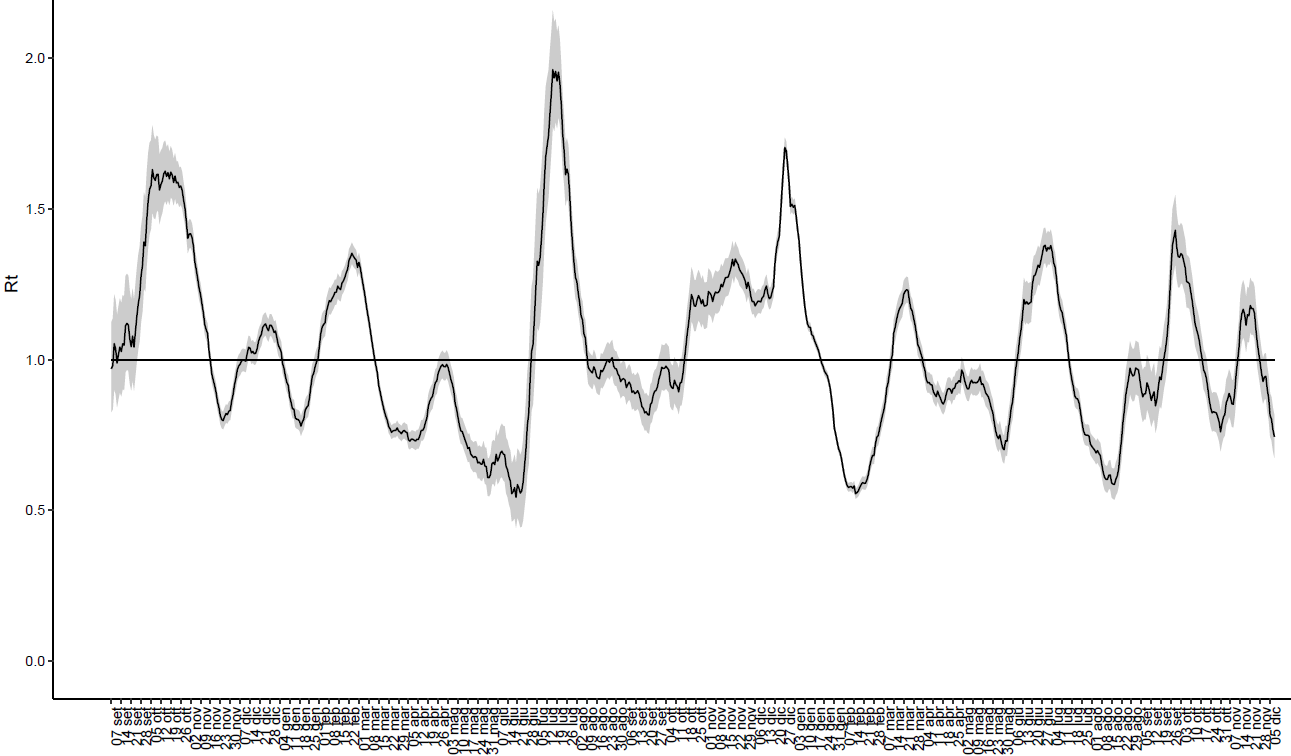 2.0
1.5
Rt
1.0
0.5
0.0
07 set
14 set
21 set
28 set
05 ott
19 ott
26 ott
02 nov
09 nov
16 nov
23 nov
30 nov
07 dic
14 dic
21 dic
28 dic
04 gen
18 gen
25 gen
01 feb
15 feb
22 feb
01 mar
08 mar
15 mar
22 mar
29 mar
05 apr
12 apr
19 apr
26 apr
03 mag
10 mag
24 mag
31 mag
07 giu
14 giu
21 giu
28 giu
05 lug
12 lug
19 lug
26 lug
02 ago
09 ago
16 ago
23 ago
30 ago
06 set
13 set
20 set
27 set
04 ott
11 ott
18 ott
25 ott
01 nov
08 nov
15 nov
22 nov
29 nov
06 dic
13 dic
20 dic
27 dic
03 gen
10 gen
17 gen
24 gen
31 gen
07 feb
14 feb
21 feb
28 feb
07 mar
14 mar
21 mar
28 mar
04 apr
11 apr
18 apr
25 apr
02 mag
09 mag
16 mag
23 mag
30 mag
06 giu
13 giu
20 giu
27 giu
04 lug
11 lug
18 lug
25 lug
01 ago
08 ago
15 ago
22 ago
29 ago
05 set
12 set
19 set
26 set
03 ott
10 ott
17 ott
24 ott
31 ott
07 nov
14 nov
21 nov
28 nov
05 dic